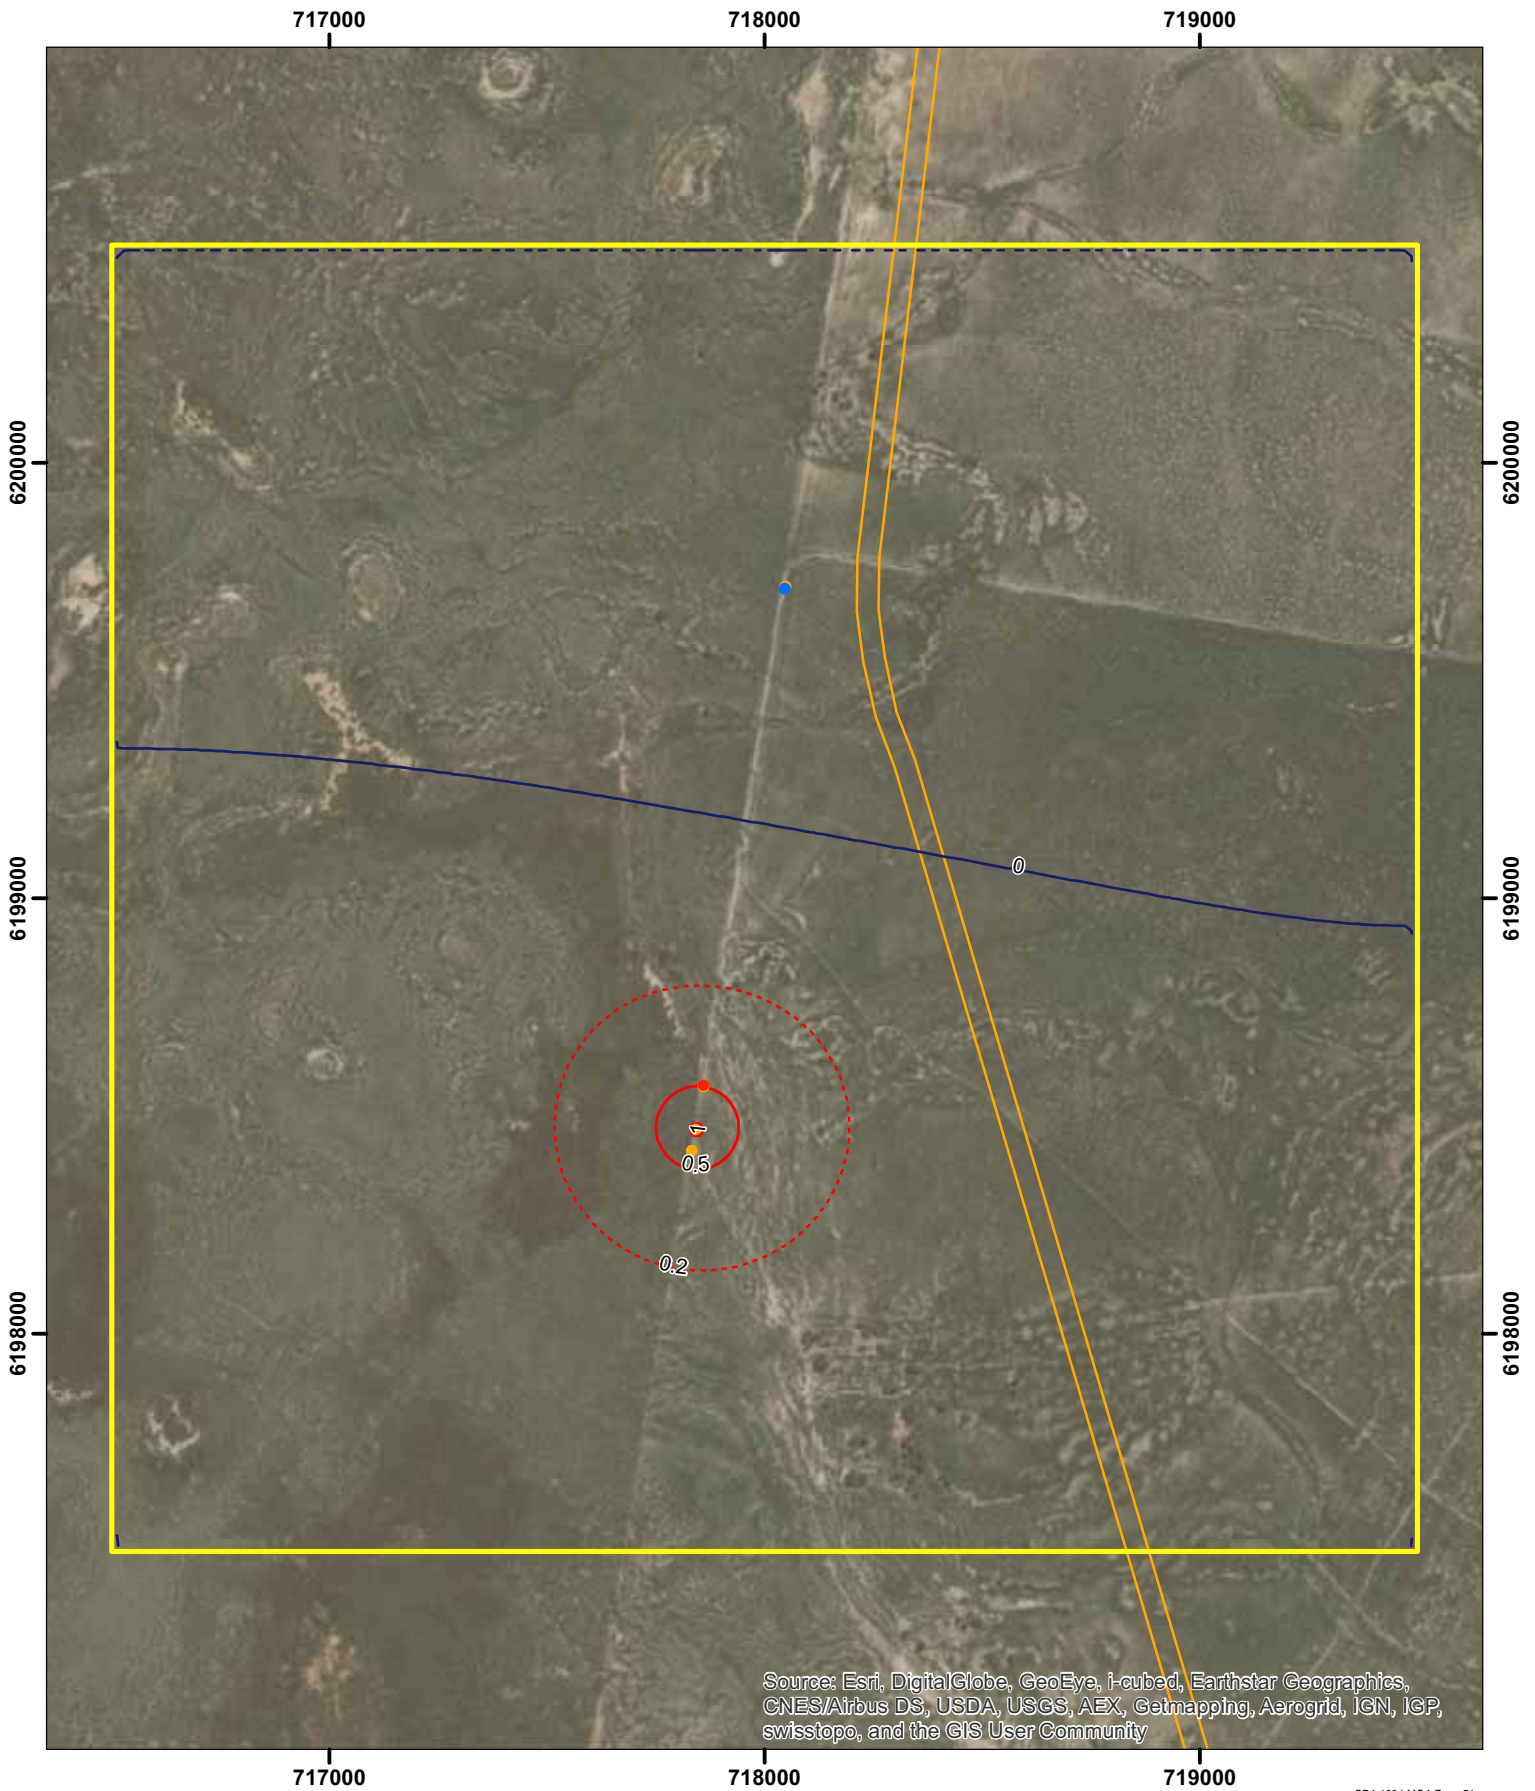 717000 718000 719000
6200000 6200000
0
6199000 6199000
1
0.5
0.2
6198000 6198000
Source: Esri, DigitalGlobe, GeoEye, i-cubed, Earthstar Geographics,
CNES/Airbus DS, USDA, USGS, AEX, Getmapping, Aerogrid, IGN, IGP,
swisstopo, and the GIS User Community
717000 718000 719000